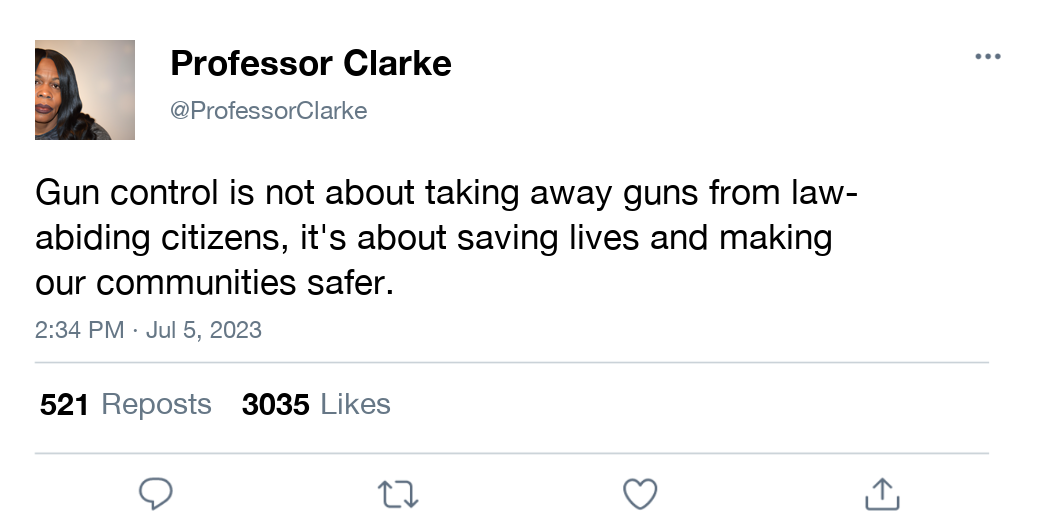 Professor Clarke
@ProfessorClarke
Gun control is not about taking away guns from law-
abiding citizens, it's about saving lives and making
our communities safer.
2:34 PM · Jul 5, 2023
521 Reposts 3035 Likes